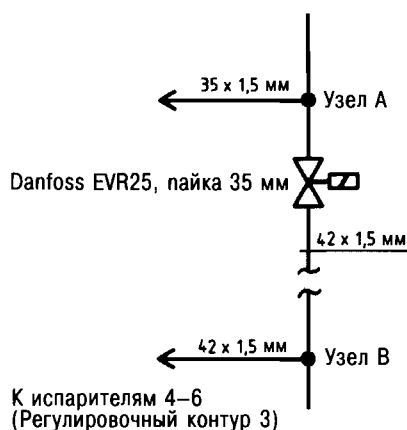 35 x 1,5 мм
Узел А
Danfoss EVR25, пайка 35 мм
42 x 1,5 мм
42 x 1,5 мм
Узел В
К испарителям 4–6
(Регулировочный контур 3)